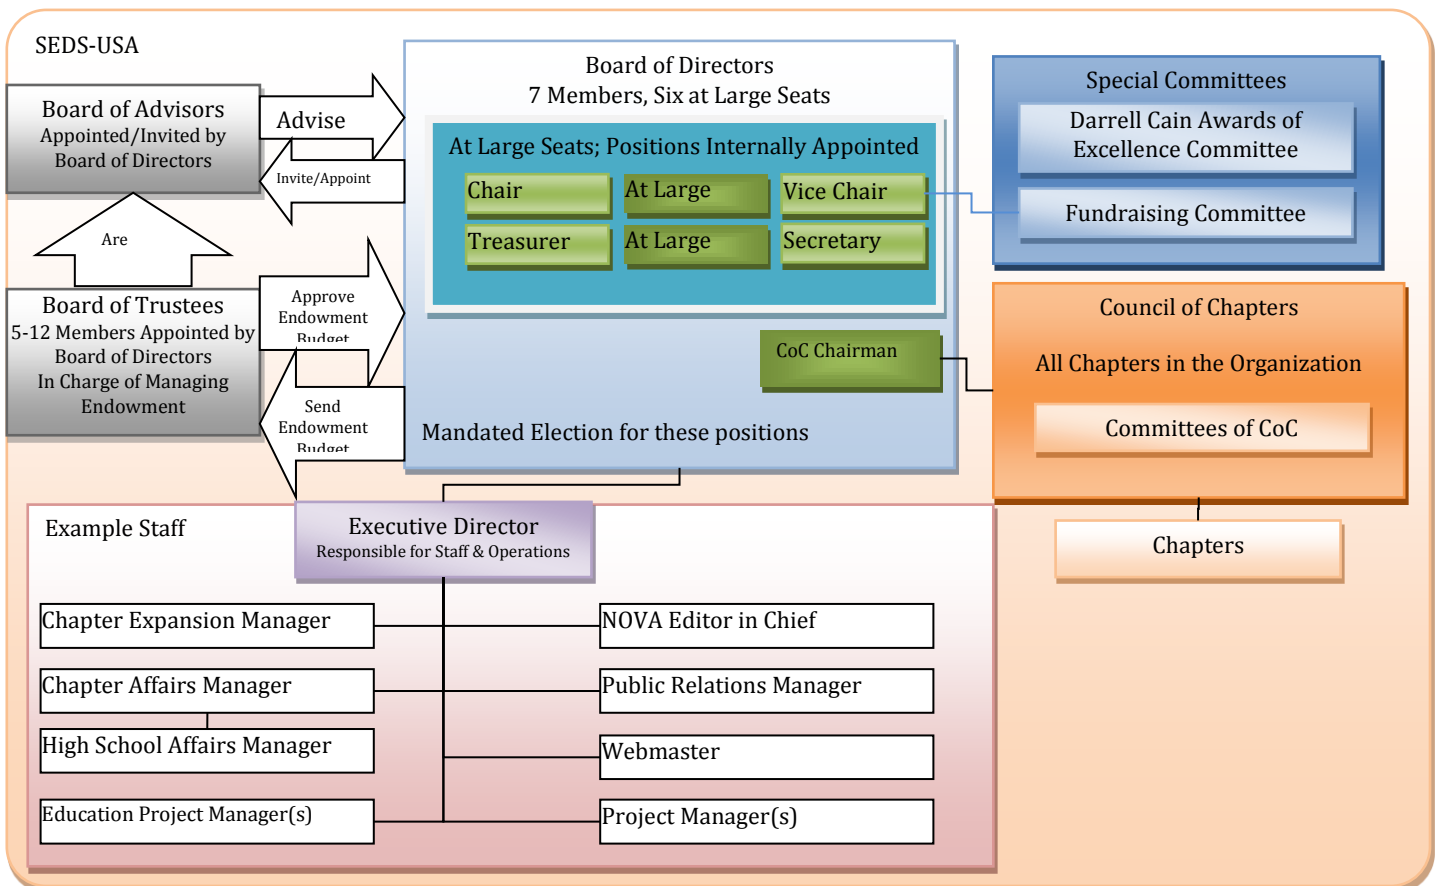 SEDS-USA
Board of Advisors
Appointed/Invited by
Board of Directors
Advise
Invite/Appoint
Are
Board of Trustees
5-12 Members Appointed by
Board of Directors
In Charge of Managing
Endowment
Approve
Endowment
Budget
Send
Endowment
Budget
Board of Directors
7 Members, Six at Large Seats
At Large Seats; Positions Internally Appointed
Chair
At Large
Vice Chair
Treasurer
At Large
Secretary
CoC Chairman
Mandated Election for these positions
Special Committees
Darrell Cain Awards of
Excellence Committee
Fundraising Committee
Council of Chapters
All Chapters in the Organization
Committees of CoC
Chapters
Example Staff
Executive Director
Responsible for Staff & Operations
Chapter Expansion Manager
NOVA Editor in Chief
Chapter Affairs Manager
Public Relations Manager
High School Affairs Manager
Webmaster
Education Project Manager(s)
Project Manager(s)